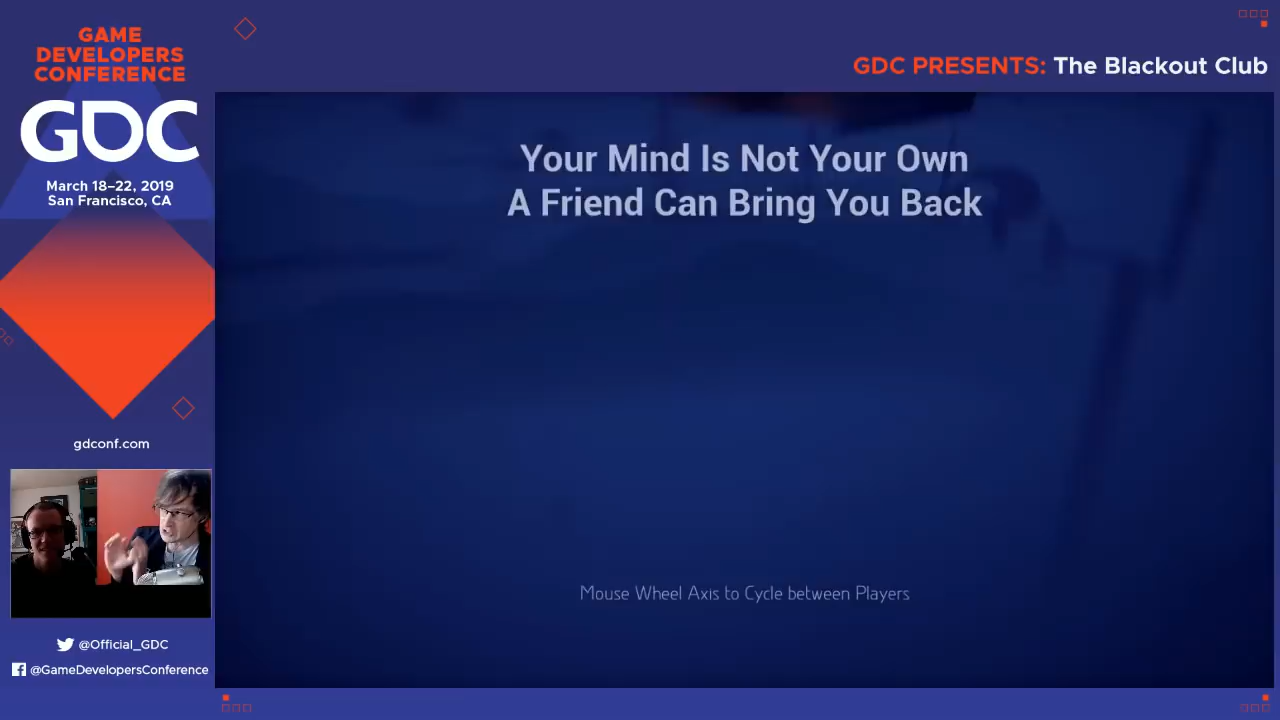 GAME
DEVELOPERS
CONFERENCE
GDC
March 18–22, 2019
San Francisco, CA
gdconf.com
@Official_GDC
@GameDevelopersConference
GDC PRESENTS: The Blackout Club
Your Mind Is Not Your Own
A Friend Can Bring You Back
Mouse Wheel Axis to Cycle between Players